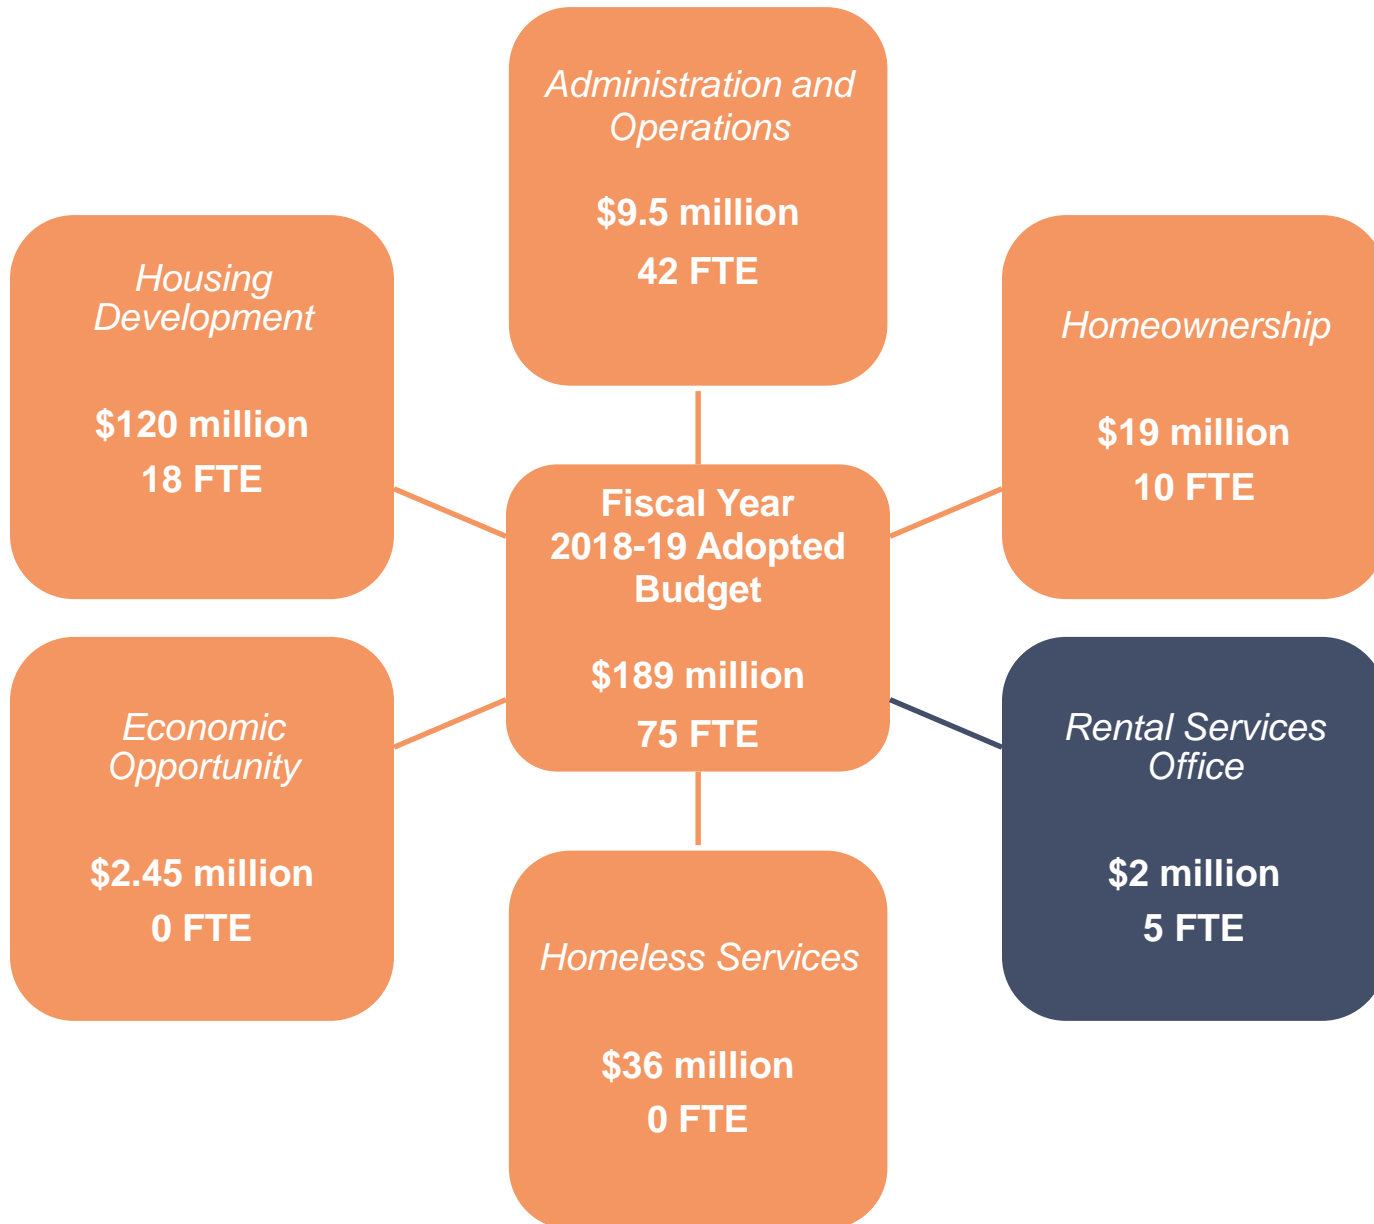 Administration and
Operations
$9.5 million
42 FTE
Housing
Development
$120 million
18 FTE
Homeownership
$19 million
10 FTE
Fiscal Year
2018-19 Adopted
Budget
$189 million
75 FTE
Economic
Opportunity
$2.45 million
0 FTE
Rental Services
Office
$2 million
5 FTE
Homeless Services
$36 million
0 FTE